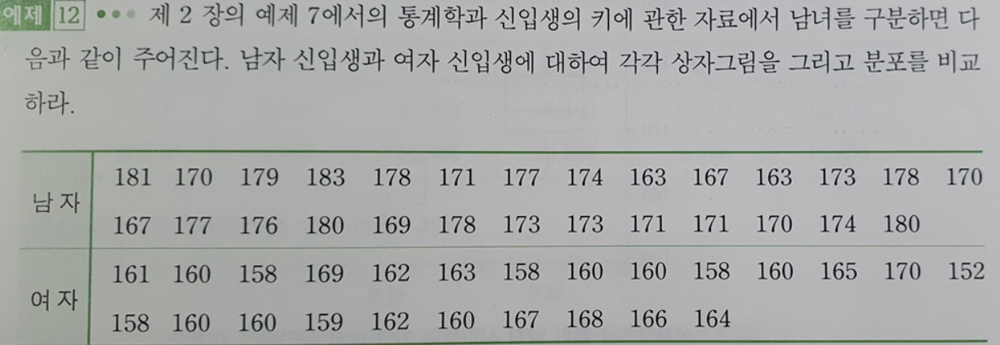 예제 12 ••• 제 2 장의 예제 7에서의 통계학과 신입생의 키에 관한 자료에서 남녀를 구분하면 다
음과 같이 주어진다. 남자 신입생과 여자 신입생에 대하여 각각 상자그림을 그리고 분포를 비교
하라.
남 자
181 170 179 183 178 171 177 174 163 167 163 173 178 170
167 177 176 180 169 178 173 173 171 171 170 174 180
여 자
161 160 158 169 162 163 158 160 160 158 160 165 170 152
158 160 160 159 162 160 167 168 166 164